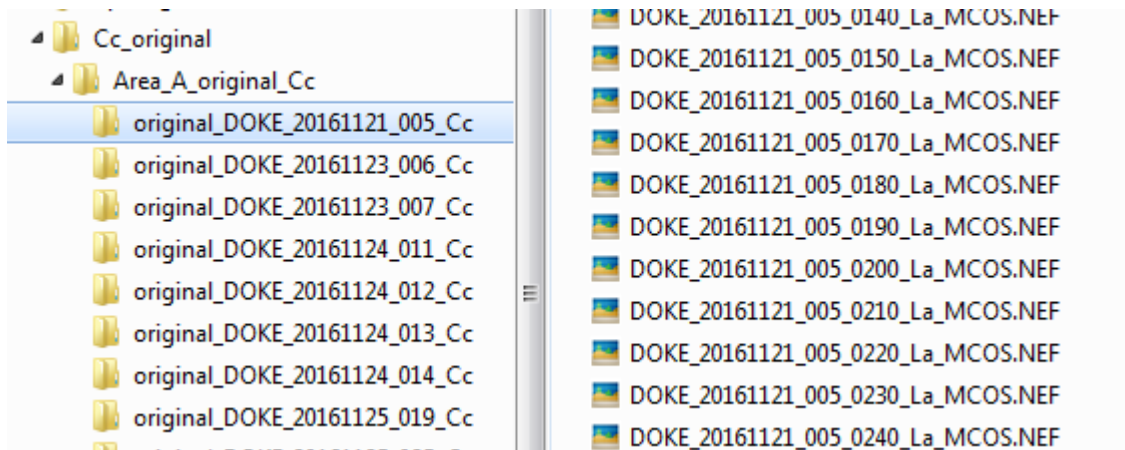 Cc_original
Area_A_original_Cc
original_DOKE_20161121_005_Cc
original_DOKE_20161123_006_Cc
original_DOKE_20161123_007_Cc
original_DOKE_20161124_011_Cc
original_DOKE_20161124_012_Cc
original_DOKE_20161124_013_Cc
original_DOKE_20161124_014_Cc
original_DOKE_20161125_019_Cc
DOKE_20161121_005_0140_La_MCOS.NEF
DOKE_20161121_005_0150_La_MCOS.NEF
DOKE_20161121_005_0160_La_MCOS.NEF
DOKE_20161121_005_0170_La_MCOS.NEF
DOKE_20161121_005_0180_La_MCOS.NEF
DOKE_20161121_005_0190_La_MCOS.NEF
DOKE_20161121_005_0200_La_MCOS.NEF
DOKE_20161121_005_0210_La_MCOS.NEF
DOKE_20161121_005_0220_La_MCOS.NEF
DOKE_20161121_005_0230_La_MCOS.NEF
DOKE_20161121_005_0240_La_MCOS.NEF